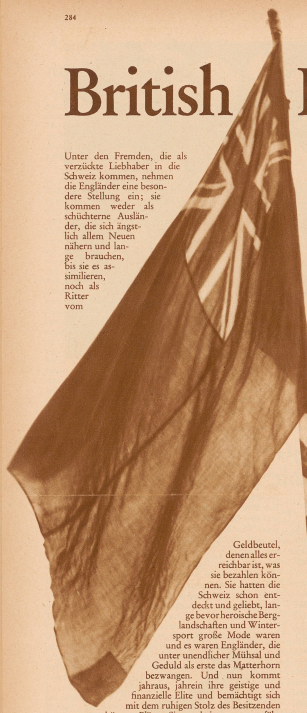 284
British
Unter den Fremden, die als
verzückte Liebhaber in die
Schweiz kommen, nehmen
die Engländer eine beson-
dere Stellung ein; sie
kommen weder als
schüchterne Auslän-
der, die sich ängst-
lich allem Neuen
nähern und lan-
ge brauchen,
bis sie es as-
similieren,
noch als
Ritter
vom
Geldbeutel,
denen alles er-
reichbar ist, was
sie bezahlen kön-
nen. Sie hatten die
Schweiz schon ent-
deckt und geliebt, lan-
ge bevor heroische Berg-
landschaften und Winter-
sport große Mode waren
und es waren Engländer, die
unter unendlicher Mühsal und
Geduld als erste das Matterhorn
bezwangen. Und nun kommt
jahraus, jahrein ihre geistige und
finanzielle Elite und bemächtigt sich
mit dem ruhigen Stolz des Besitzenden